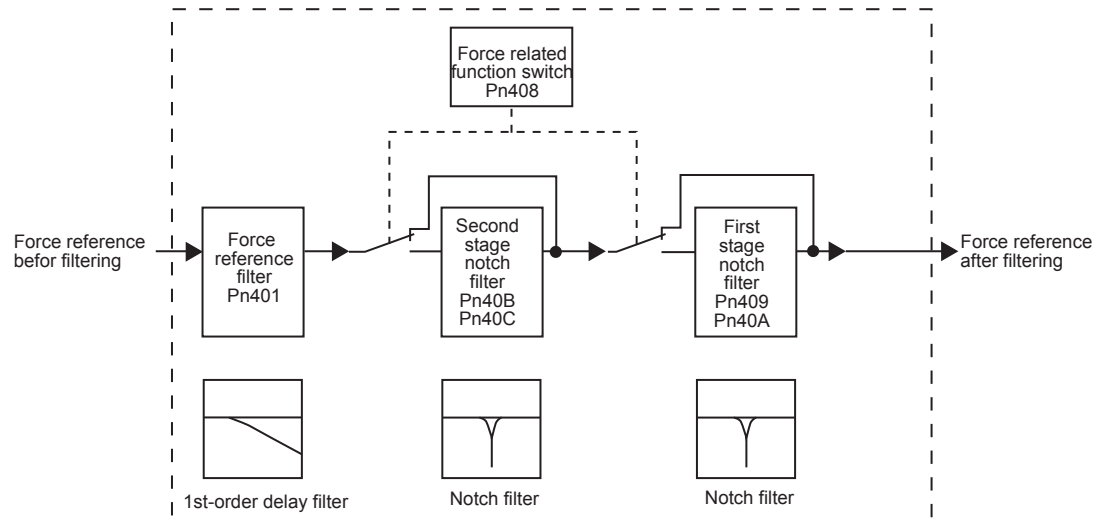 Force related
function switch
Pn408
Force reference
befor filtering
Force
reference
filter
Pn401
Second
stage
notch
filter
Pn40B
Pn40C
First
stage
notch
filter
Pn409
Pn40A
Force reference
after filtering
1st-order delay filter
Notch filter
Notch filter